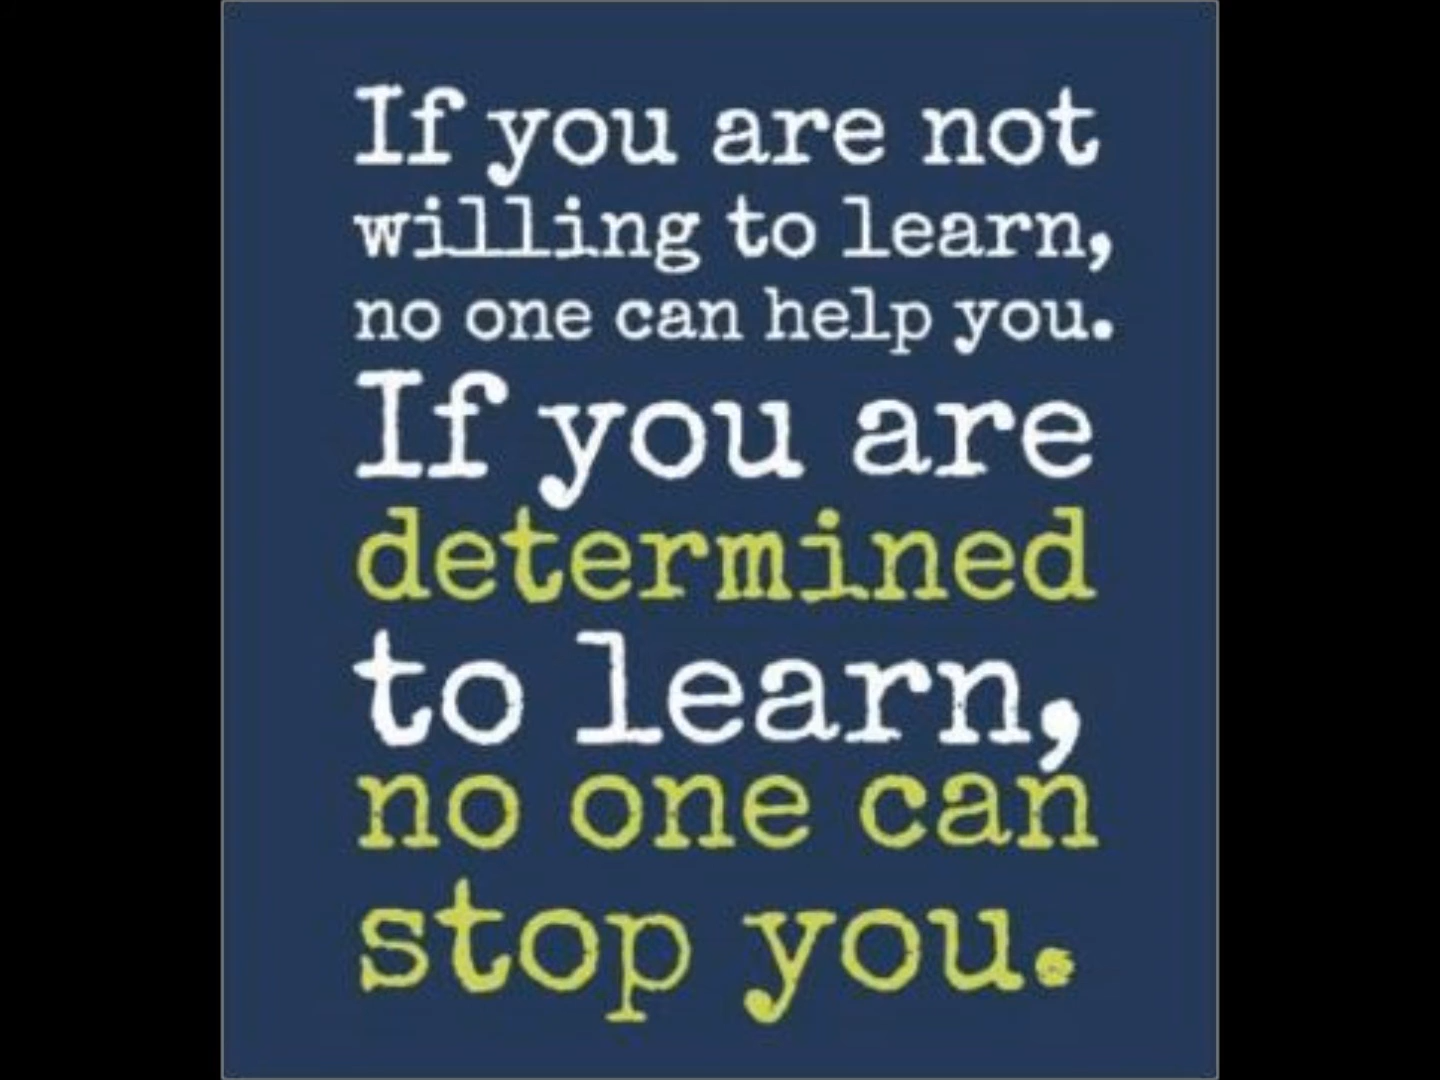 If you are not
willing to learn,
no one can help you.
If you are
determined
to learn,
no one can
stop you.